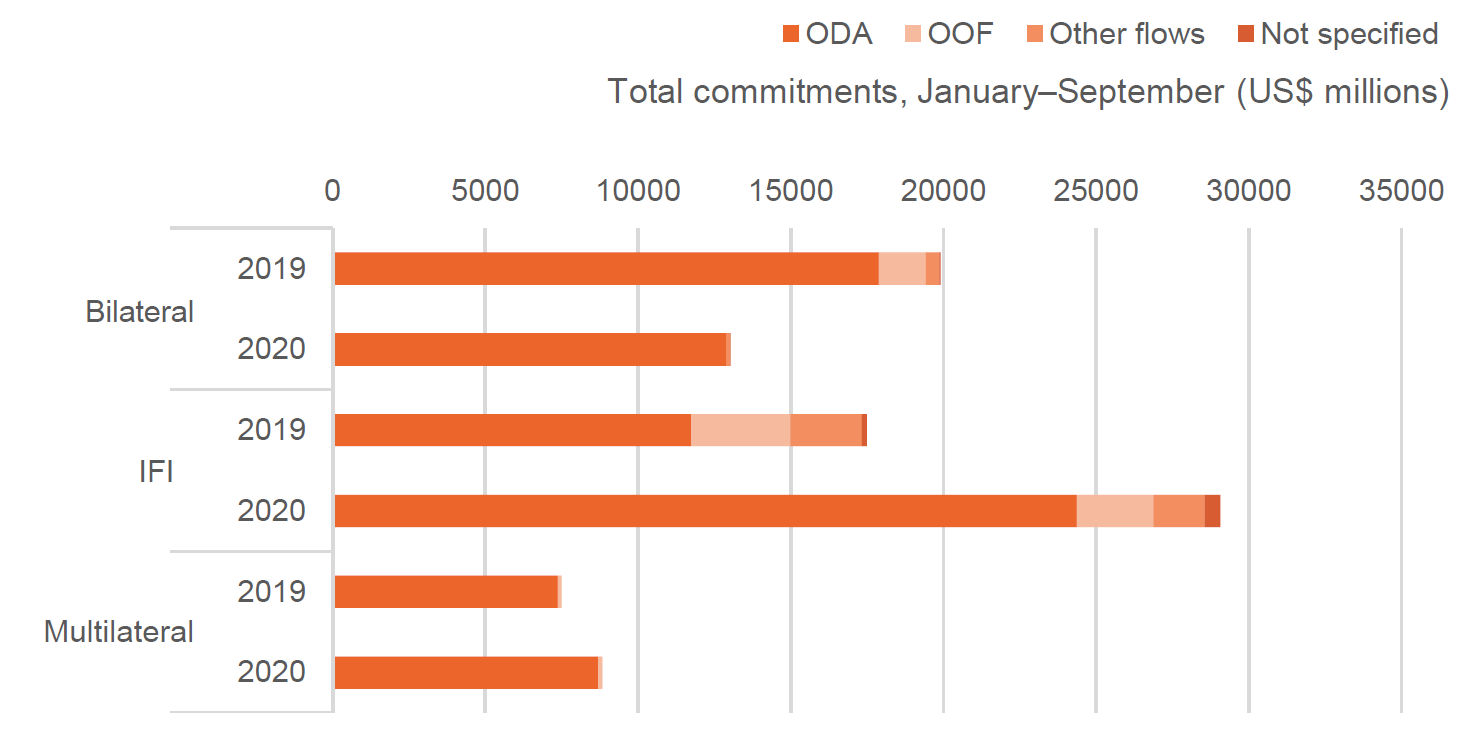 ODA OOF Other flows Not specified
Total commitments, January–September (US$ millions)
0 5000 10000 15000 20000 25000 30000 35000
Bilateral
2019
2020
IFI
2019
2020
Multilateral
2019
2020